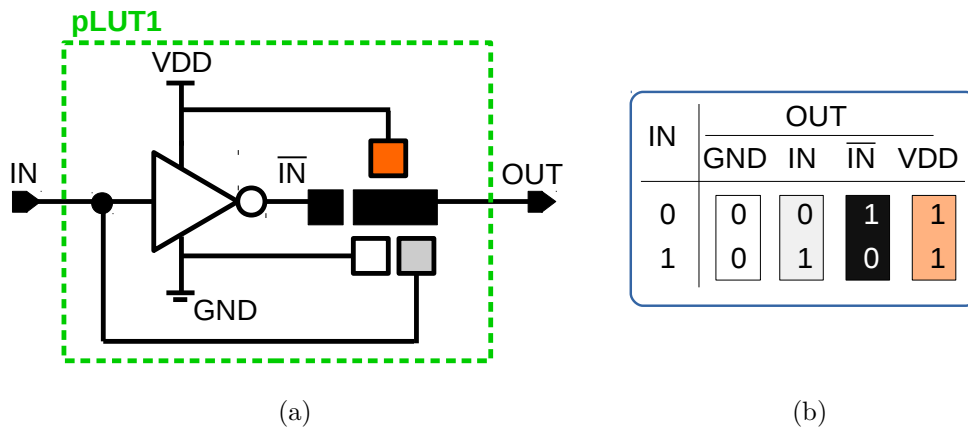 pLUT1
VDD
IN
IN
OUT
GND
(a)
IN OUT
GND IN IN VDD
0 0 0 1 1
1 0 1 0 1
(b)